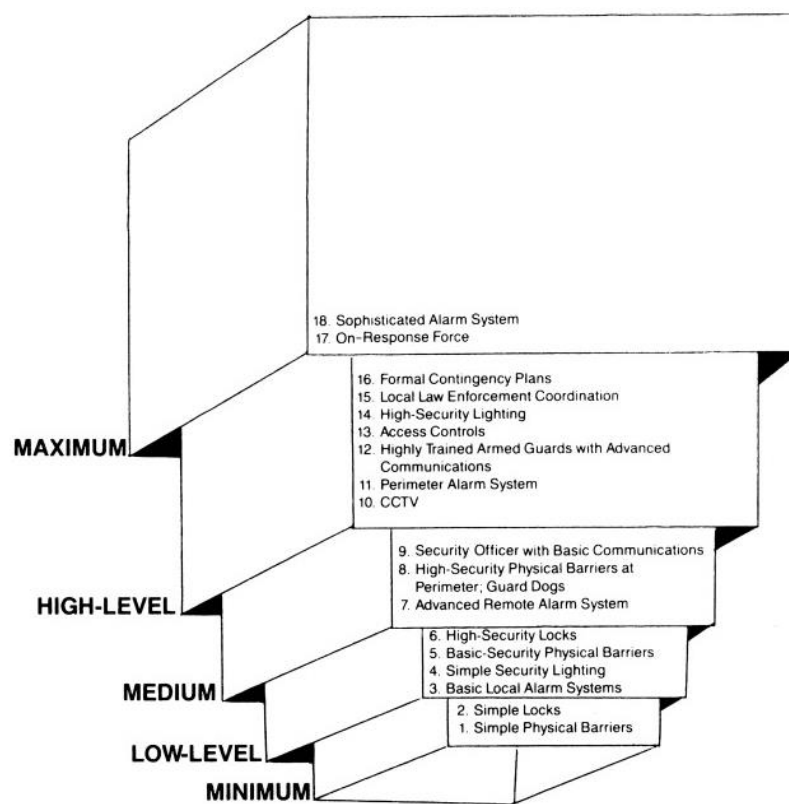 18. Sophisticated Alarm System
17. On-Response Force
16. Formal Contingency Plans
15. Local Law Enforcement Coordination
14. High-Security Lighting
13. Access Controls
12. Highly Trained Armed Guards with Advanced
Communications
11. Perimeter Alarm System
10. CCTV
MAXIMUM
9. Security Officer with Basic Communications
8. High-Security Physical Barriers at
Perimeter; Guard Dogs
7. Advanced Remote Alarm System
HIGH-LEVEL
6. High-Security Locks
5. Basic-Security Physical Barriers
4. Simple Security Lighting
3. Basic Local Alarm Systems
MEDIUM
2. Simple Locks
1. Simple Physical Barriers
LOW-LEVEL
MINIMUM